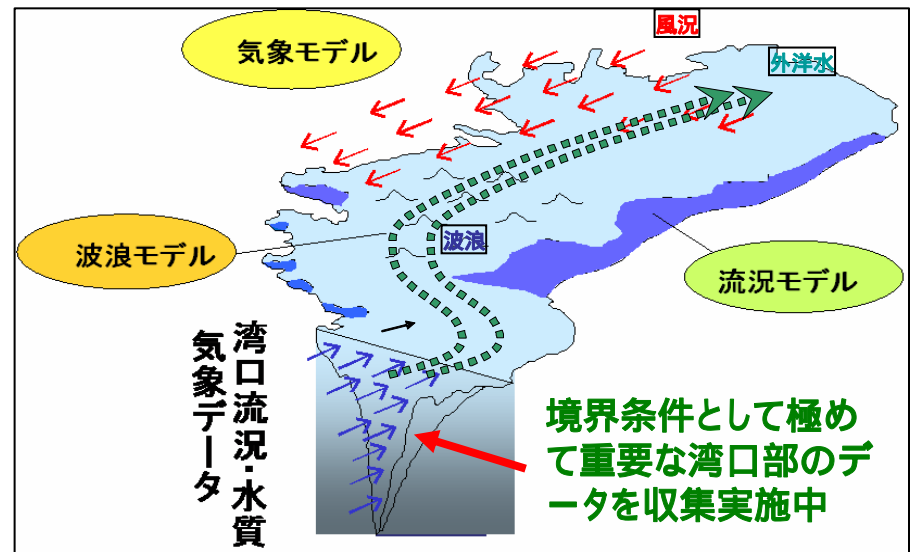 気象モデル
風況
外洋水
波浪モデル
波浪
流況モデル
湾口流況・水質
気象データ
境界条件として極め
て重要な湾口部のデ
ータを収集実施中